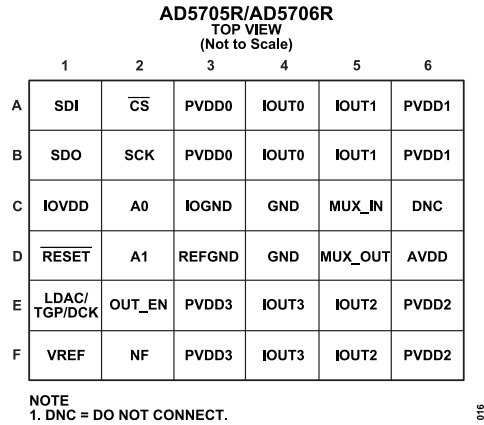 AD5705R/AD5706R
TOP VIEW
(Not to Scale)
1 2 3 4 5 6
A SDI CS PVDD0 IOUT0 IOUT1 PVDD1
B SDO SCK PVDD0 IOUT0 IOUT1 PVDD1
C IOVDD A0 IOGND GND MUX_IN DNC
D RESET A1 REFGND GND MUX_OUT AVDD
E LDAC/
TGP/DCK OUT_EN PVDD3 IOUT3 IOUT2 PVDD2
F VREF NF PVDD3 IOUT3 IOUT2 PVDD2
NOTE
1. DNC = DO NOT CONNECT.
016